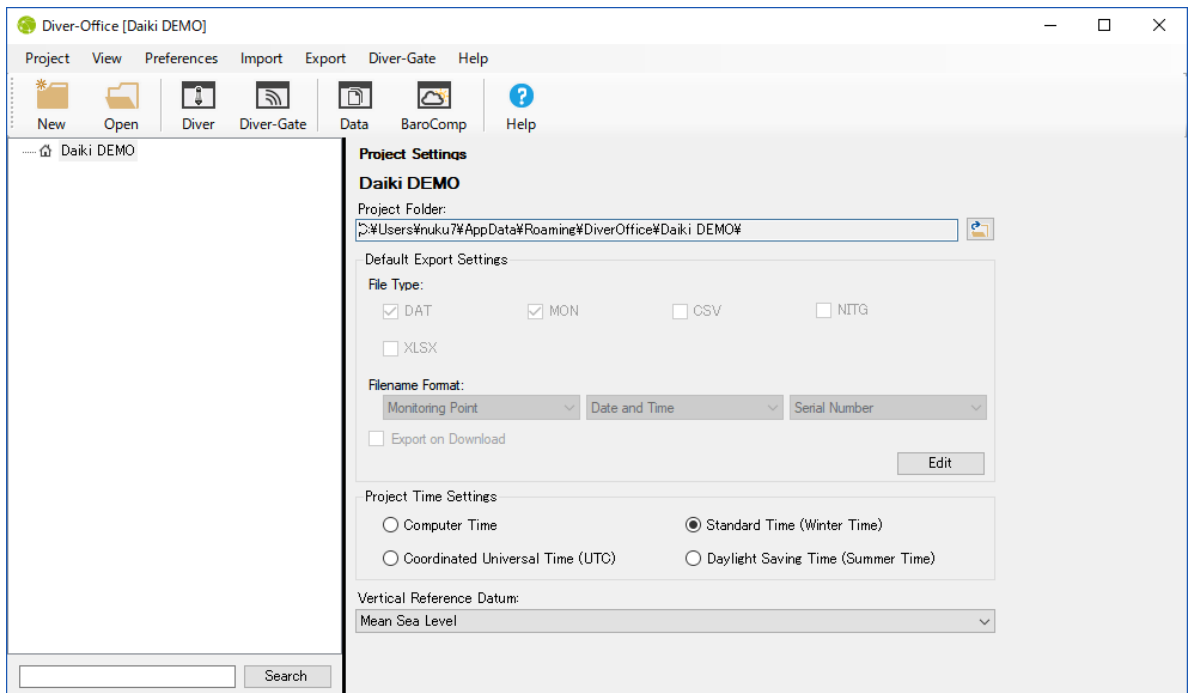 Diver-Office [Daiki DEMO]
Project View Preferences Import Export Diver-Gate Help
New Open Diver Diver-Gate Data BaroComp Help
Daiki DEMO
Project Settings
Daiki DEMO
Project Folder:
:¥Users¥nuku7¥AppData¥Roaming¥DiverOffice¥Daiki DEMO¥
Default Export Settings
File Type:
DAT MON CSV NITG
XLSX
Filename Format:
Monitoring Point Date and Time Serial Number
Export on Download
Edit
Project Time Settings
Computer Time Standard Time (Winter Time)
Coordinated Universal Time (UTC) Daylight Saving Time (Summer Time)
Vertical Reference Datum:
Mean Sea Level
Search